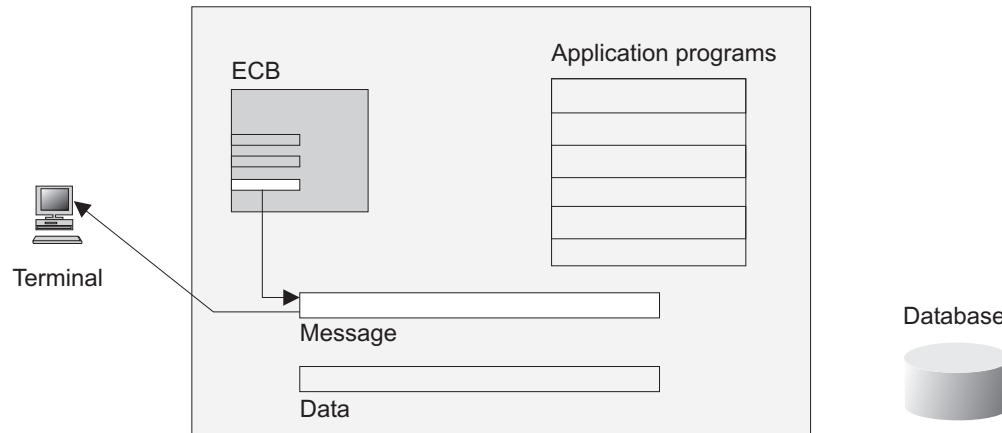 ECB
Application programs
Terminal
Message
Database
Data